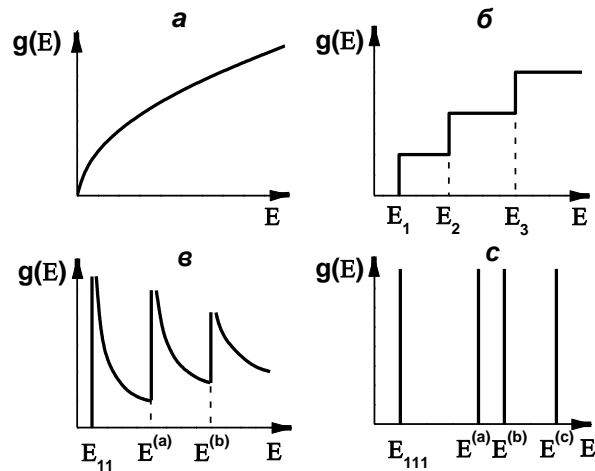 а
g(E)
E
б
g(E)
E1 E2 E3 E
в
g(E)
E11 E(a) E(b) E
с
g(E)
E111 E(a) E(b) E(c) E